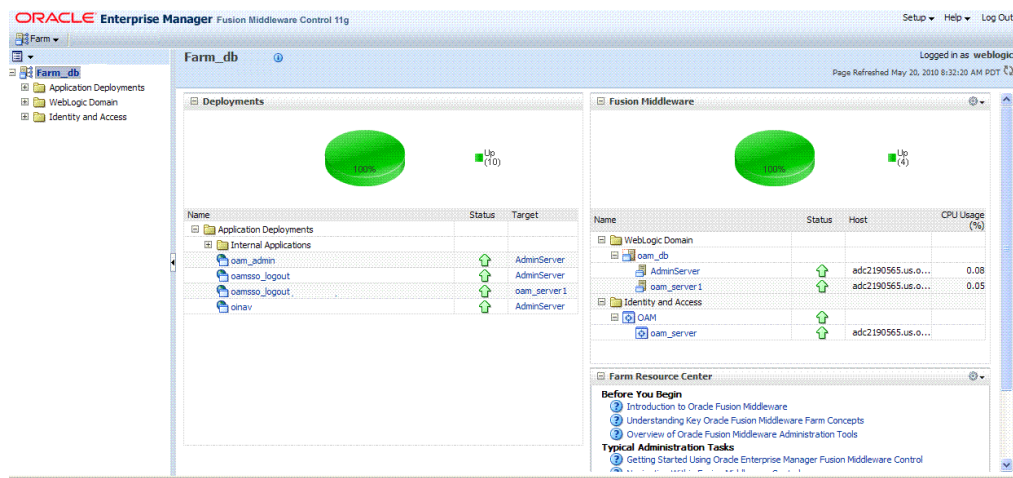 ORACLE Enterprise Manager Fusion Middleware Control 11g
Setup Help Log Out
Farm
Farm_db
Logged in as weblogic
Page Refreshed May 20, 2010 8:32:20 AM PDT
Farm_db
Application Deployments
WebLogic Domain
Identity and Access
Deployments
100%
Up
(10)
Name Status Target
Application Deployments
Internal Applications
oam_admin AdminServer
oamsso_logout AdminServer
oamsso_logout oam_server1
oinav AdminServer
Fusion Middleware
100%
Up
(4)
Name Status Host CPU Usage
(%)
WebLogic Domain
oam_db
AdminServer adc2190565.us.o... 0.08
oam_server1 adc2190565.us.o... 0.05
Identity and Access
OAM
oam_server adc2190565.us.o...
Farm Resource Center
Before You Begin
Introduction to Oracle Fusion Middleware
Understanding Key Oracle Fusion Middleware Farm Concepts
Overview of Oracle Fusion Middleware Administration Tools
Typical Administration Tasks
Getting Started Using Oracle Enterprise Manager Fusion Middleware Control